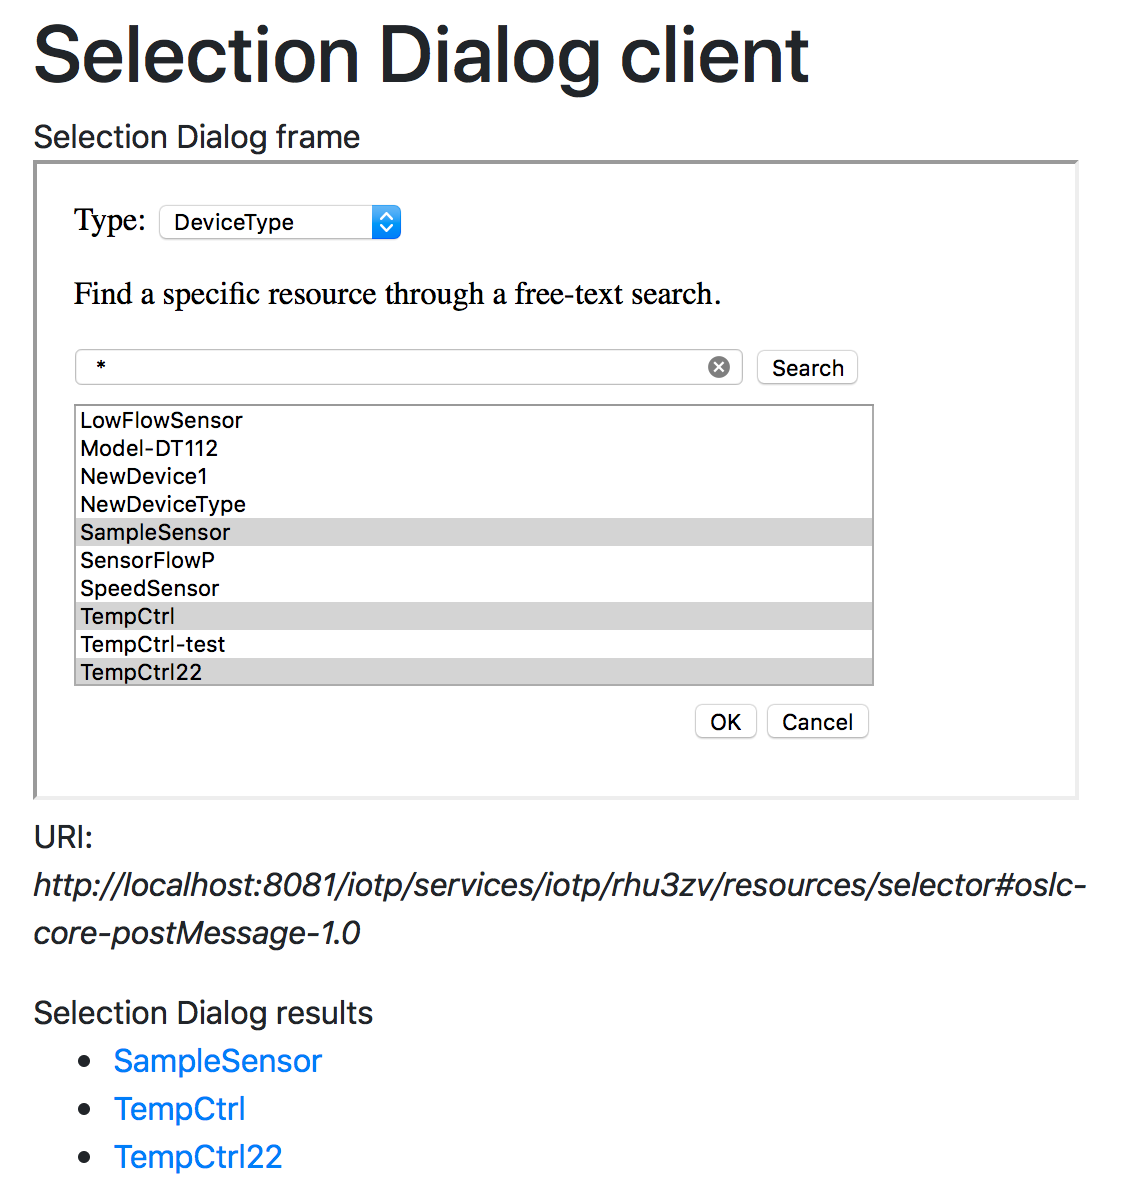 Selection Dialog client
Selection Dialog frame
Type: DeviceType
Find a specific resource through a free-text search.
* Search
LowFlowSensor
Model-DT112
NewDevice1
NewDeviceType
SampleSensor
SensorFlowP
SpeedSensor
TempCtrl
TempCtrl-test
TempCtrl22
OK Cancel
URI:
http://localhost:8081/iotp/services/iotp/rhu3zv/resources/selector#oslc-
core-postMessage-1.0
Selection Dialog results
• SampleSensor
• TempCtrl
• TempCtrl22